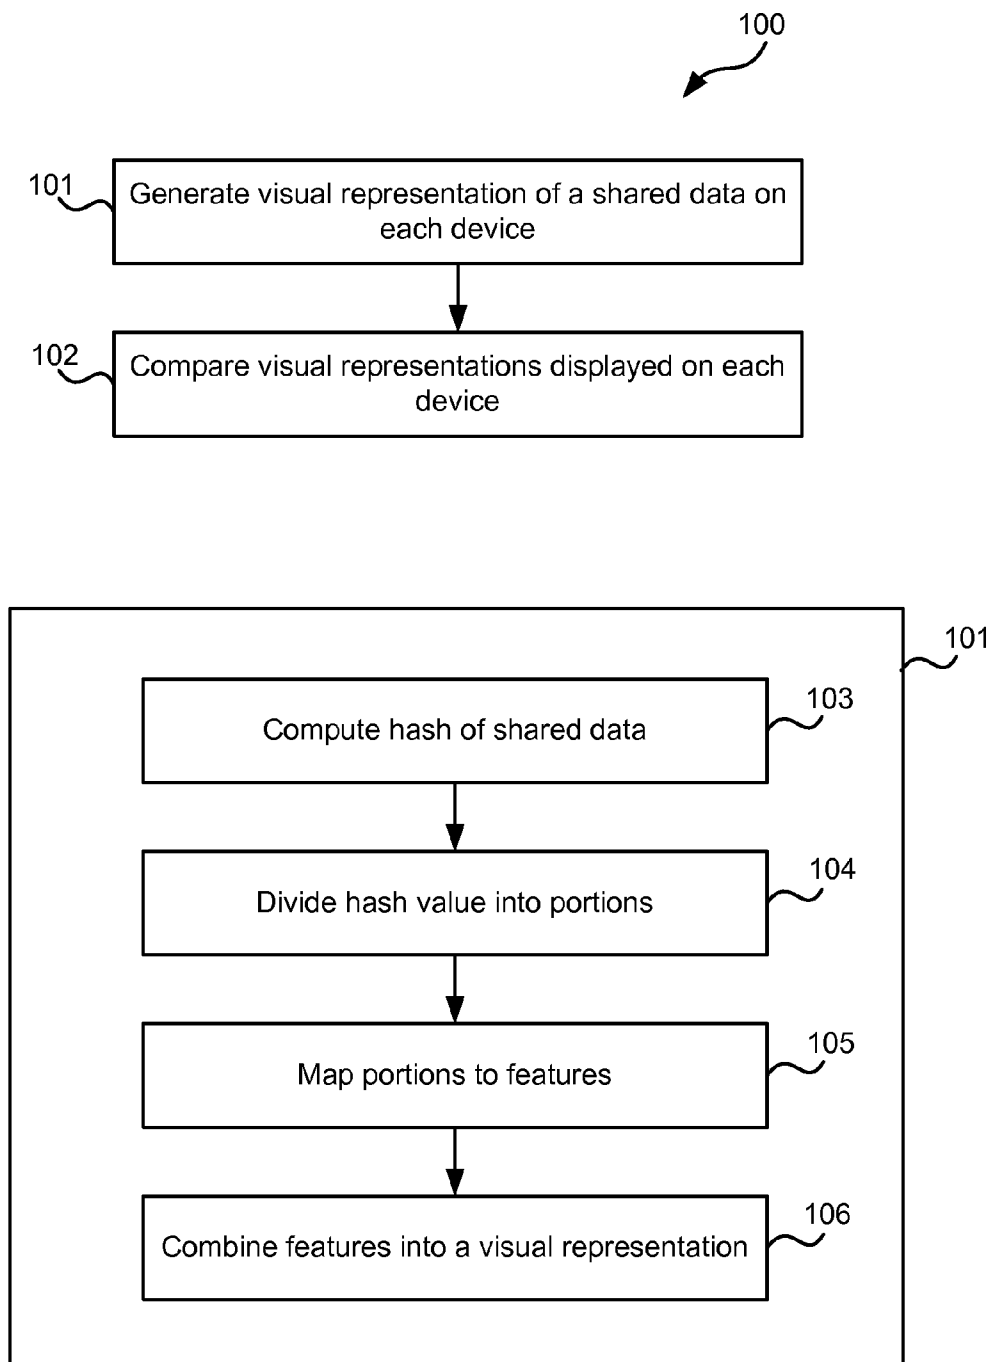 100
101
Generate visual representation of a shared data on
each device
102
Compare visual representations displayed on each
device
101
103
Compute hash of shared data
104
Divide hash value into portions
105
Map portions to features
106
Combine features into a visual representation